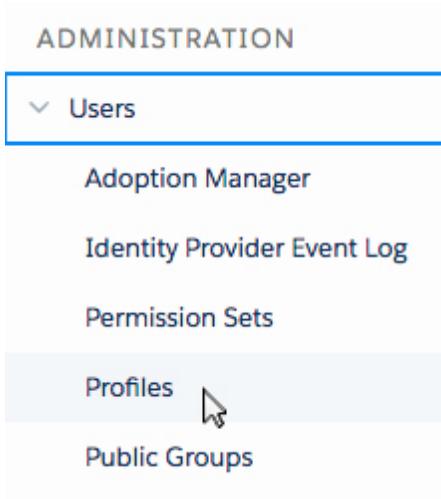 ADMINISTRATION
Users
Adoption Manager
Identity Provider Event Log
Permission Sets
Profiles
Public Groups